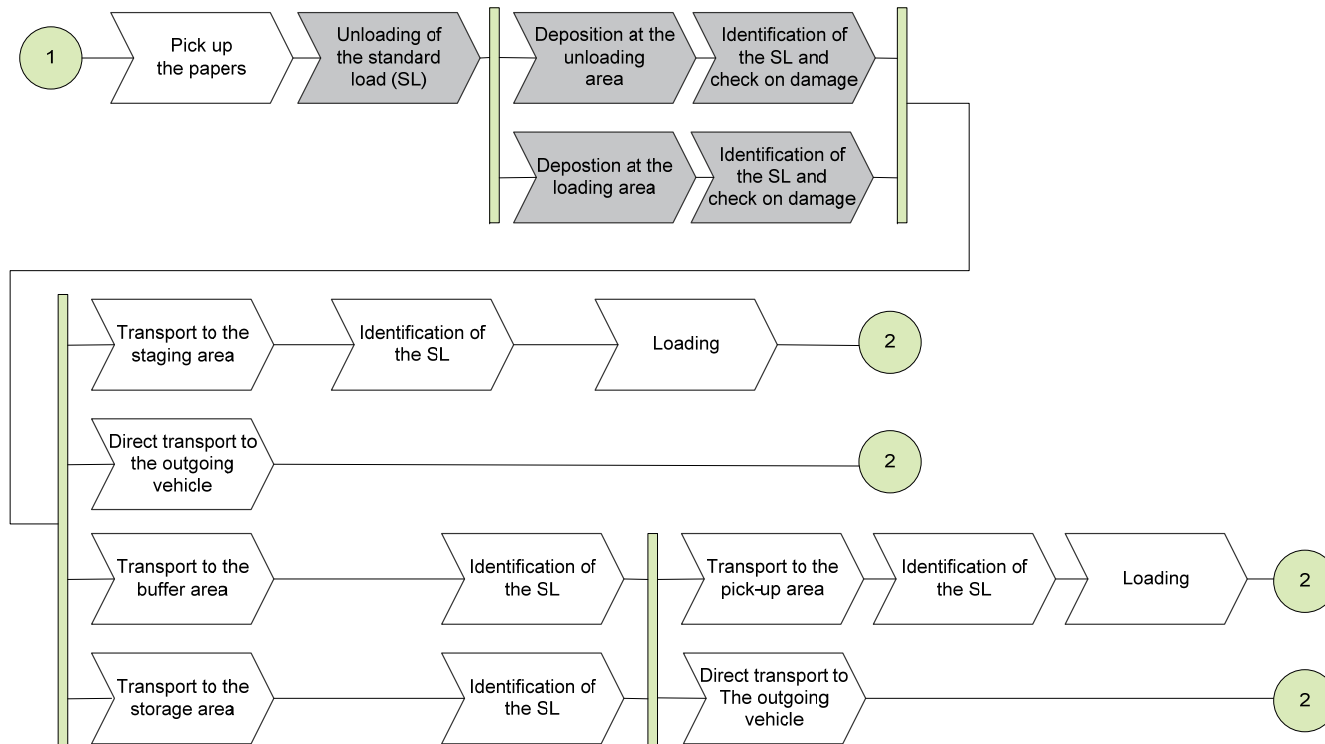 1
Pick up
the papers
Unloading of
the standard
load (SL)
Deposition at the
unloading
area
Identification of
the SL and
check on damage
Depostion at the
loading area
Identification of
the SL and
check on damage
Transport to the
staging area
Identification of
the SL
Loading
2
Direct transport to
the outgoing
vehicle
2
Transport to the
buffer area
Identification of
the SL
Transport to the
pick-up area
Identification of
the SL
Loading
2
Transport to the
storage area
Identification of
the SL
Direct transport to
The outgoing
vehicle
2